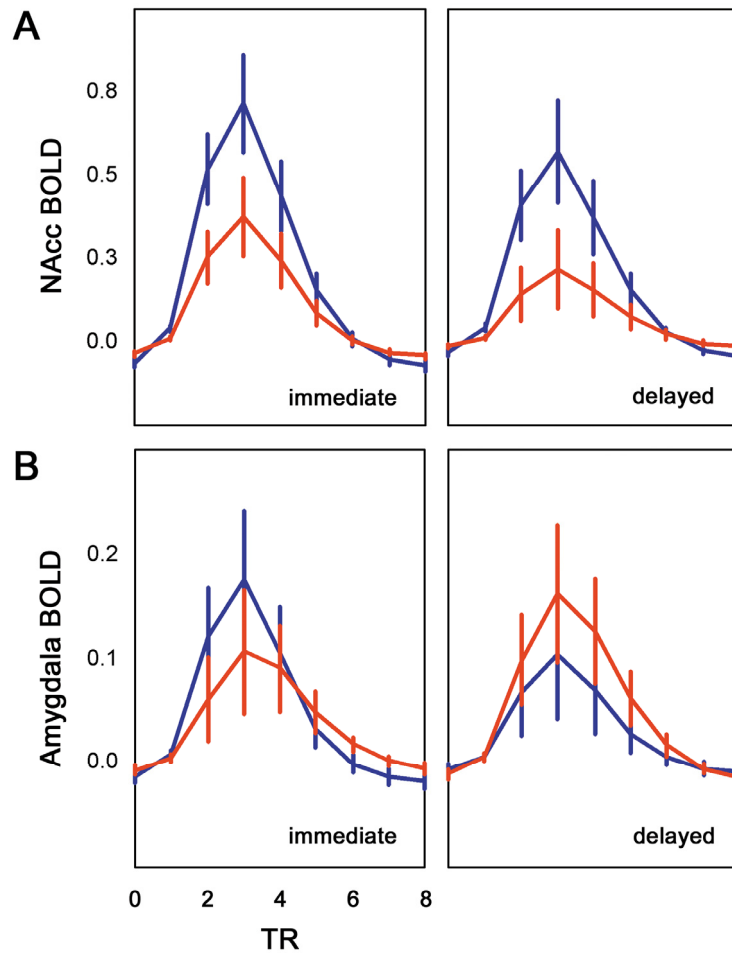 A
NAcc BOLD
0.8
0.5
0.3
0.0
immediate
delayed
B
Amygdala BOLD
0.2
0.1
0.0
immediate
delayed
0 2 4 6 8
TR